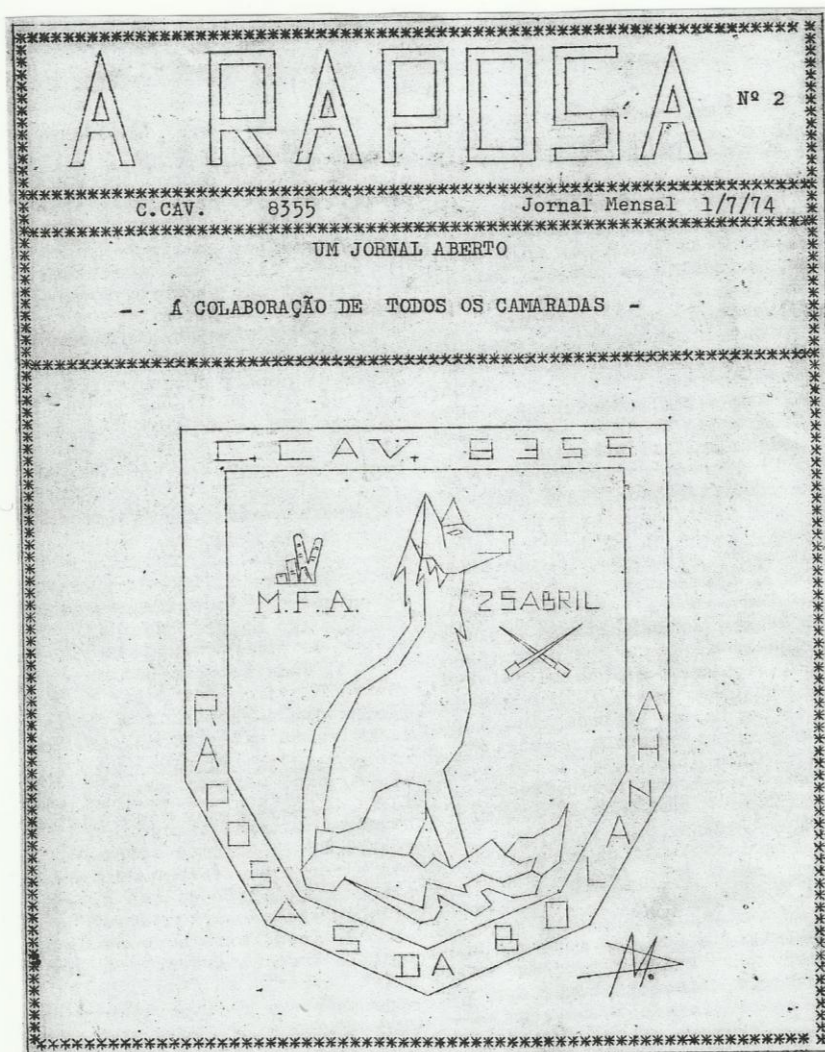 A RAPOSA
Nº 2
C.CAV. 8355 Jornal Mensal 1/7/74
UM JORNAL ABERTO
-- Á COLABORAÇÃO DE TODOS OS CAMARADAS -
C.CAV. 8355
M.F.A. 25ABRIL
RAPOSAS DA BOLANHA
M.